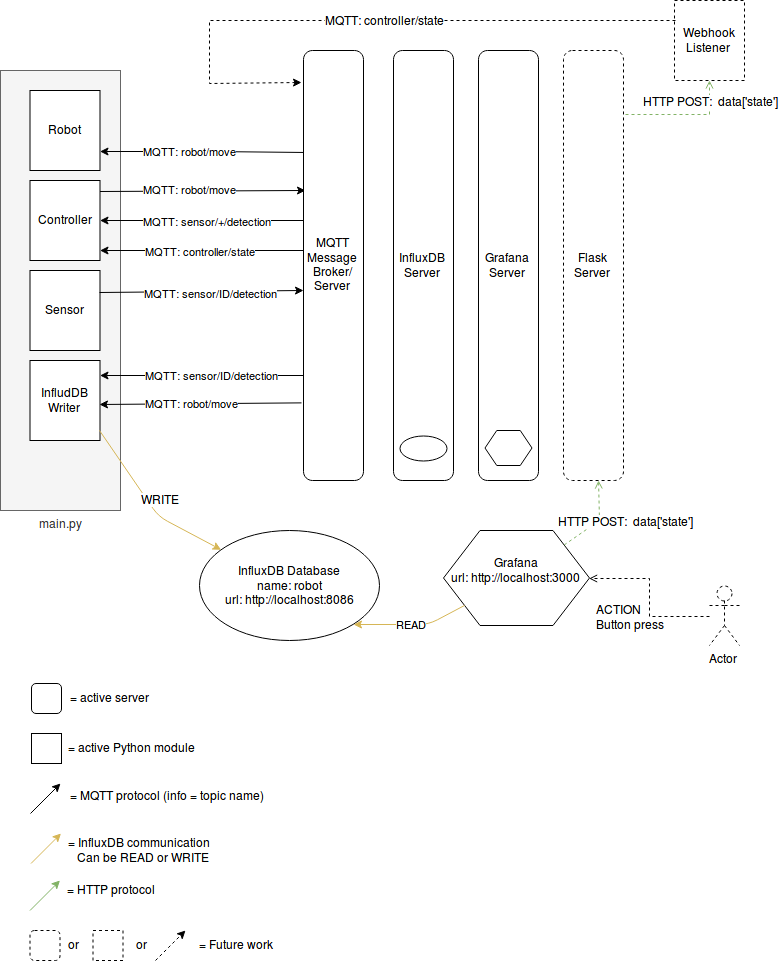 MQTT: controller/state
Webhook
Listener
HTTP POST:  data['state']
Robot
MQTT: robot/move
Controller
MQTT: robot/move
MQTT: sensor/+/detection
MQTT: controller/state
Sensor
MQTT: sensor/ID/detection
InfludDB
Writer
MQTT: sensor/ID/detection
MQTT: robot/move
main.py
MQTT
Message
Broker/
Server
InfluxDB
Server
Grafana
Server
Flask
Server
WRITE
HTTP POST:  data['state']
InfluxDB Database
name: robot
url: http://localhost:8086
READ
Grafana
url: http://localhost:3000
ACTION
Button press
Actor
= active server
= active Python module
= MQTT protocol (info = topic name)
= InfluxDB communication
Can be READ or WRITE
= HTTP protocol
or or = Future work